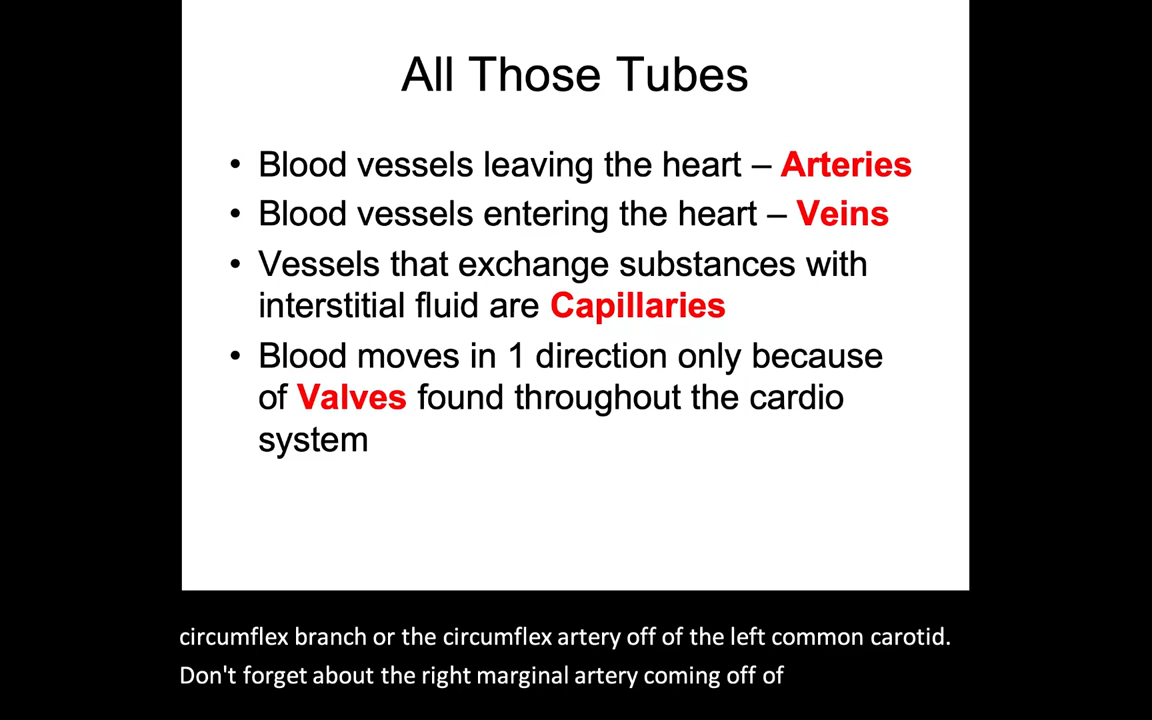 All Those Tubes
• Blood vessels leaving the heart – Arteries
• Blood vessels entering the heart – Veins
• Vessels that exchange substances with
interstitial fluid are Capillaries
• Blood moves in 1 direction only because
of Valves found throughout the cardio
system
circumflex branch or the circumflex artery off of the left common carotid.
Don't forget about the right marginal artery coming off of